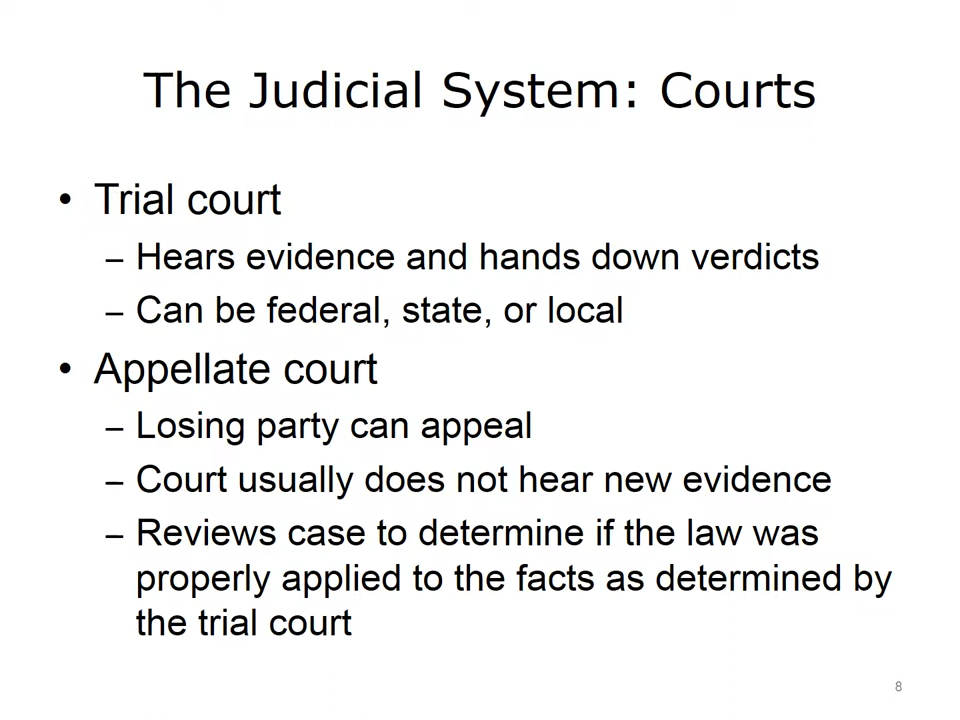 The Judicial System: Courts
• Trial court
– Hears evidence and hands down verdicts
– Can be federal, state, or local
• Appellate court
– Losing party can appeal
– Court usually does not hear new evidence
– Reviews case to determine if the law was
properly applied to the facts as determined by
the trial court
8